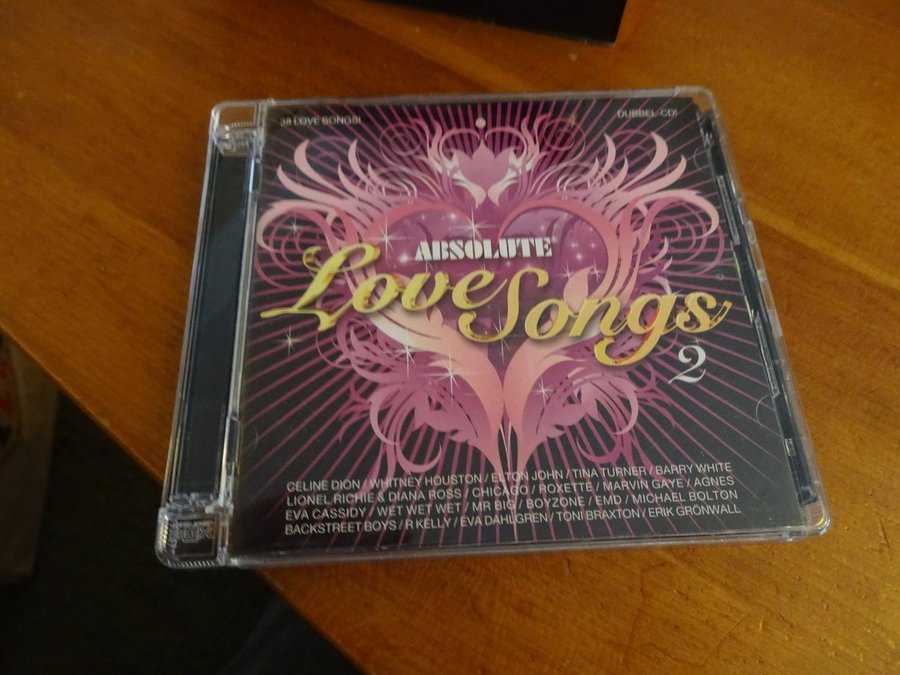 38 LOVE SONGS!
DUBBEL-CD!
ABSOLUTE
Love Songs
2
CELINE DION / WHITNEY HOUSTON / ELTON JOHN / TINA TURNER / BARRY WHITE
LIONEL RICHIE & DIANA ROSS / CHICAGO / ROXETTE / MARVIN GAYE / AGNES
EVA CASSIDY / WET WET WET / MR BIG / BOYZONE / EMD / MICHAEL BOLTON
BACKSTREET BOYS / R KELLY / EVA DAHLGREN / TONI BRAXTON / ERIK GRÖNWALL